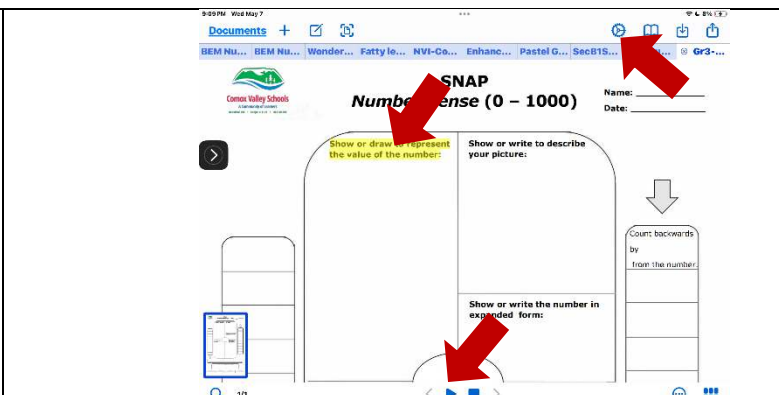 9:09 PM Wed May 7
8%
Documents
BEM Nu... BEM Nu... Wonder... Fatty le... NVI-Co... Enhanc... Pastel G... Sec81S... Gr3-...
Comox Valley Schools
SNAP
(0 – 1000)
Name:
Date:
Show or draw to represent
the value of the number:
Show or write to describe
your picture:
Count backwards
by
from the number.
Show or write the number in
expanded form:
1/1